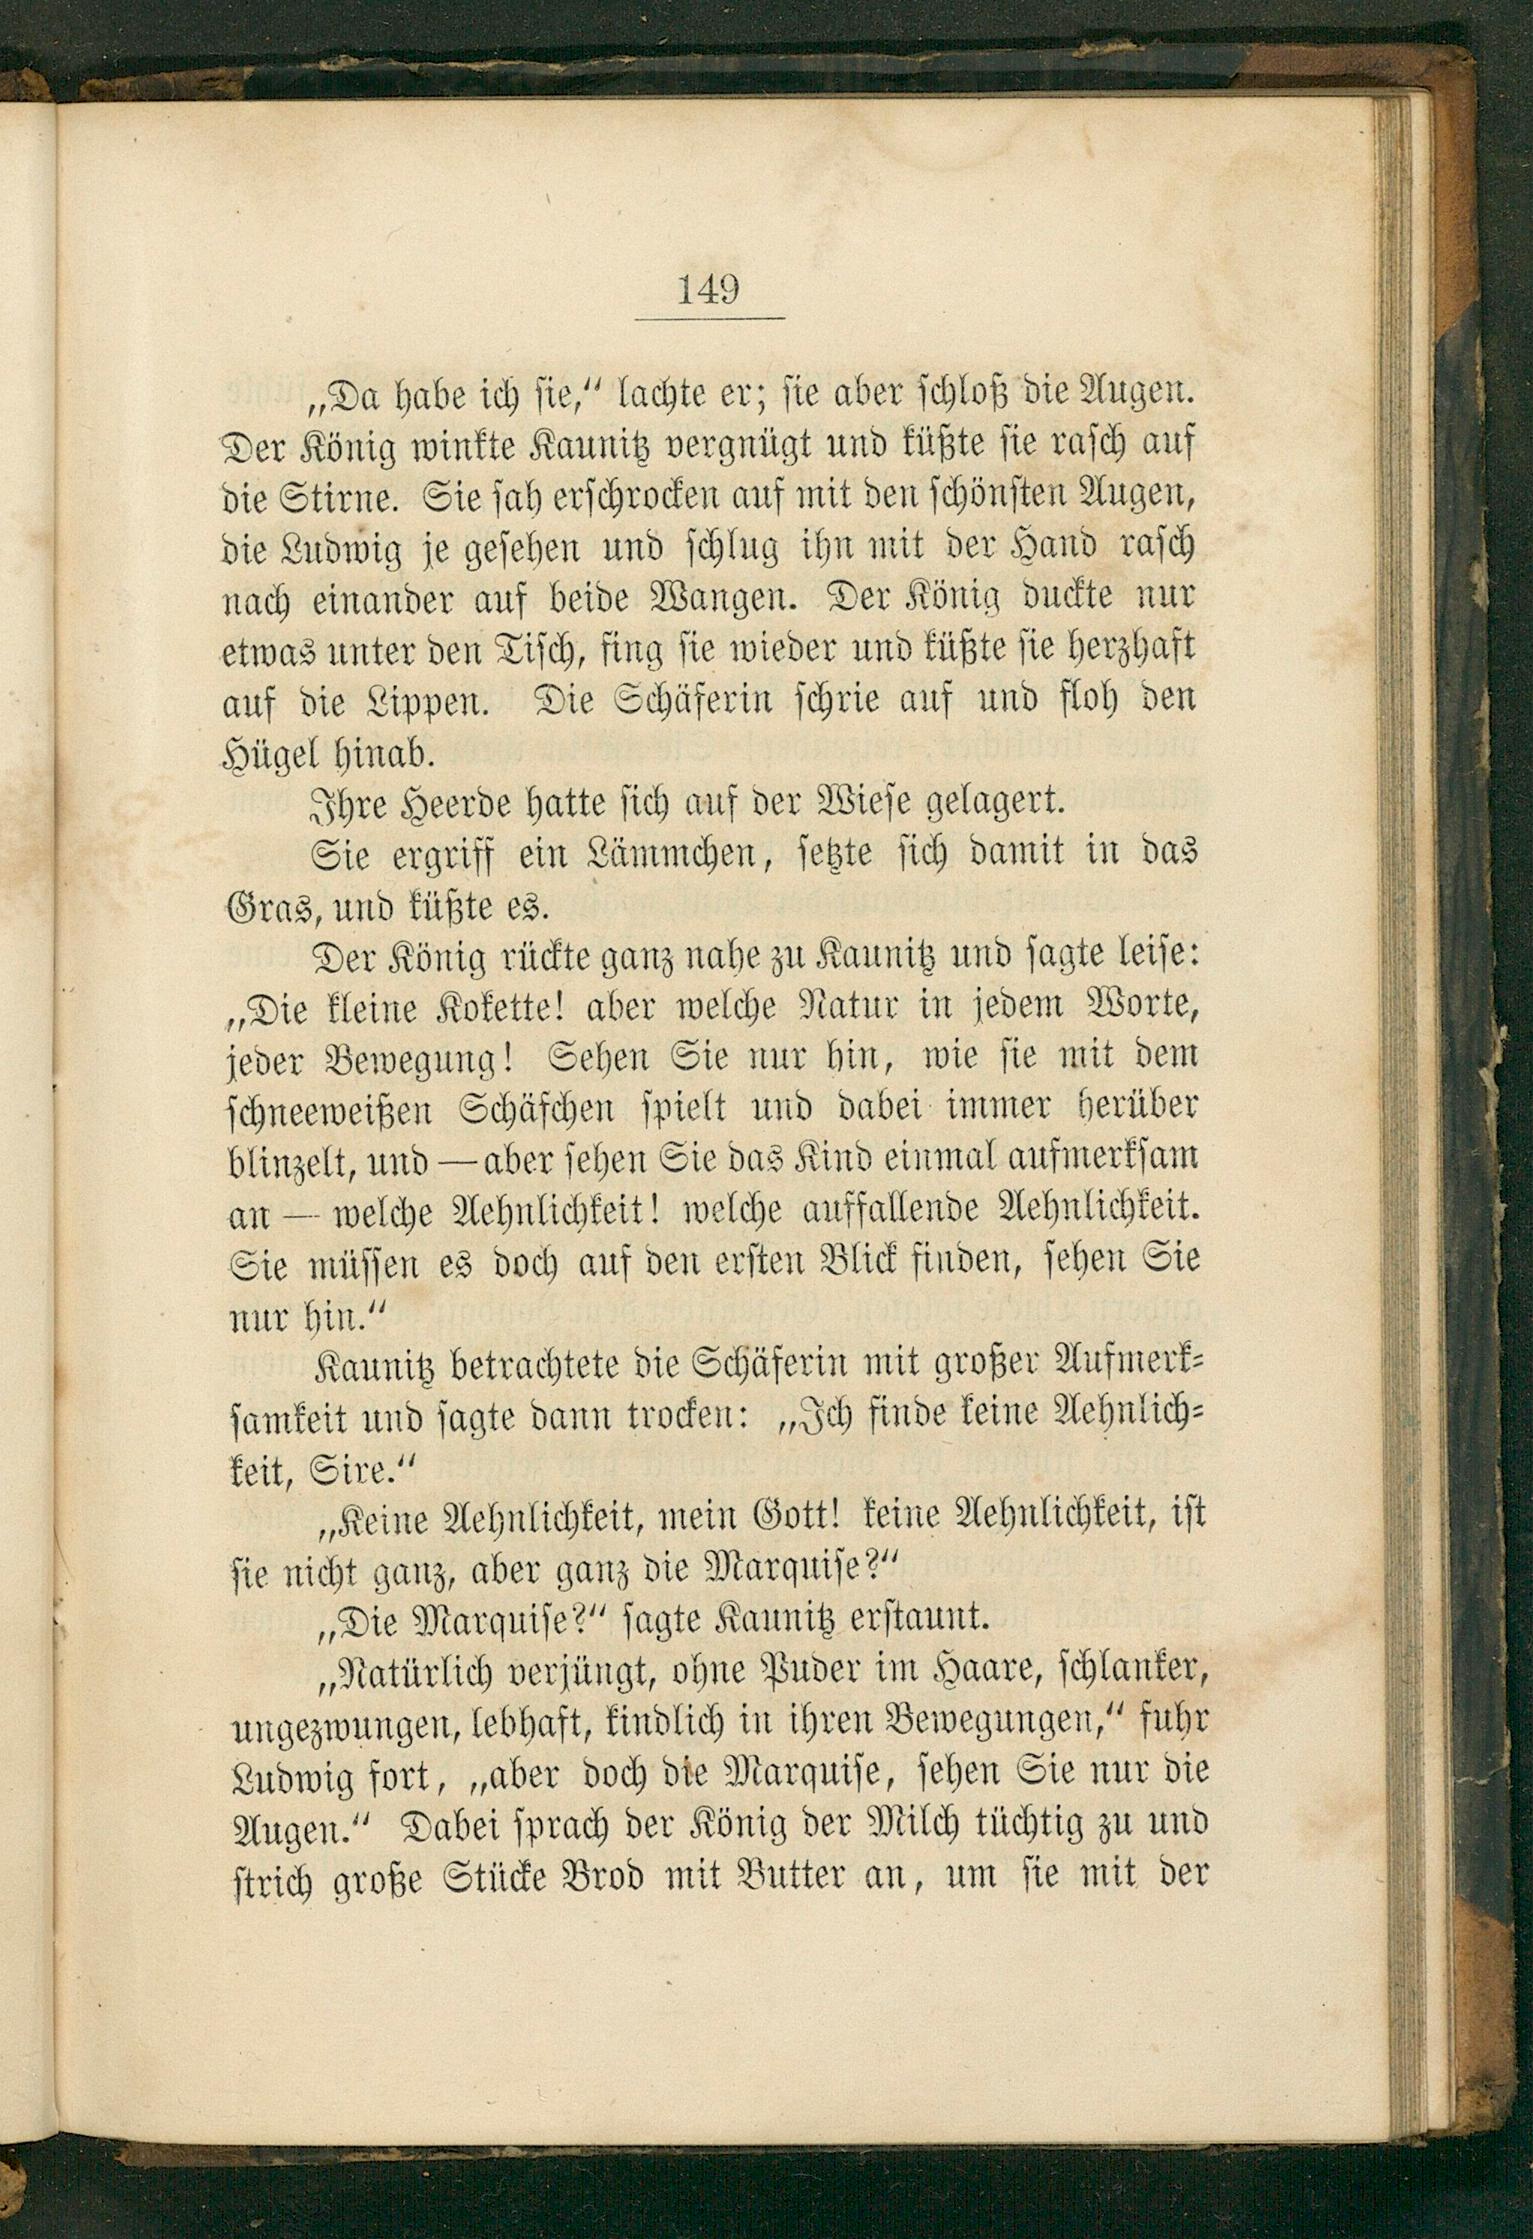 149
„Da habe ich sie,“ lachte er; sie aber schloß die Augen.
Der König winkte Kaunitz vergnügt und küßte sie rasch auf
die Stirne. Sie sah erschrocken auf mit den schönsten Augen,
die Ludwig je gesehen und schlug ihn mit der Hand rasch
nach einander auf beide Wangen. Der König duckte nur
etwas unter den Tisch, fing sie wieder und küßte sie herzhaft
auf die Lippen. Die Schäferin schrie auf und floh den
Hügel hinab.
Ihre Heerde hatte sich auf der Wiese gelagert.
Sie ergriff ein Lämmchen, setzte sich damit in das
Gras, und küßte es.
Der König rückte ganz nahe zu Kaunitz und sagte leise:
„Die kleine Kokette! aber welche Natur in jedem Worte,
jeder Bewegung! Sehen Sie nur hin, wie sie mit dem
schneeweißen Schäfchen spielt und dabei immer herüber
blinzelt, und — aber sehen Sie das Kind einmal aufmerksam
an — welche Aehnlichkeit! welche auffallende Aehnlichkeit.
Sie müssen es doch auf den ersten Blick finden, sehen Sie
nur hin.“
Kaunitz betrachtete die Schäferin mit großer Aufmerk-
samkeit und sagte dann trocken: „Ich finde keine Aehnlich-
keit, Sire.“
„Keine Aehnlichkeit, mein Gott! keine Aehnlichkeit, ist
sie nicht ganz, aber ganz die Marquise?“
„Die Marquise?“ sagte Kaunitz erstaunt.
„Natürlich verjüngt, ohne Puder im Haare, schlanker,
ungezwungen, lebhaft, kindlich in ihren Bewegungen,“ fuhr
Ludwig fort, „aber doch die Marquise, sehen Sie nur die
Augen.“ Dabei sprach der König der Milch tüchtig zu und
strich große Stücke Brod mit Butter an, um sie mit der